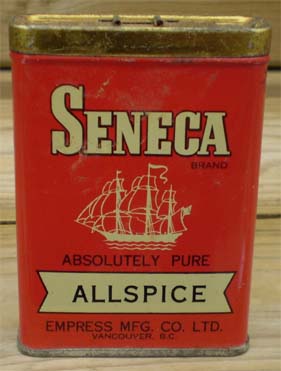 SENECA
BRAND
ABSOLUTELY PURE
ALLSPICE
EMPRESS MFG. CO. LTD.
VANCOUVER, B.C.